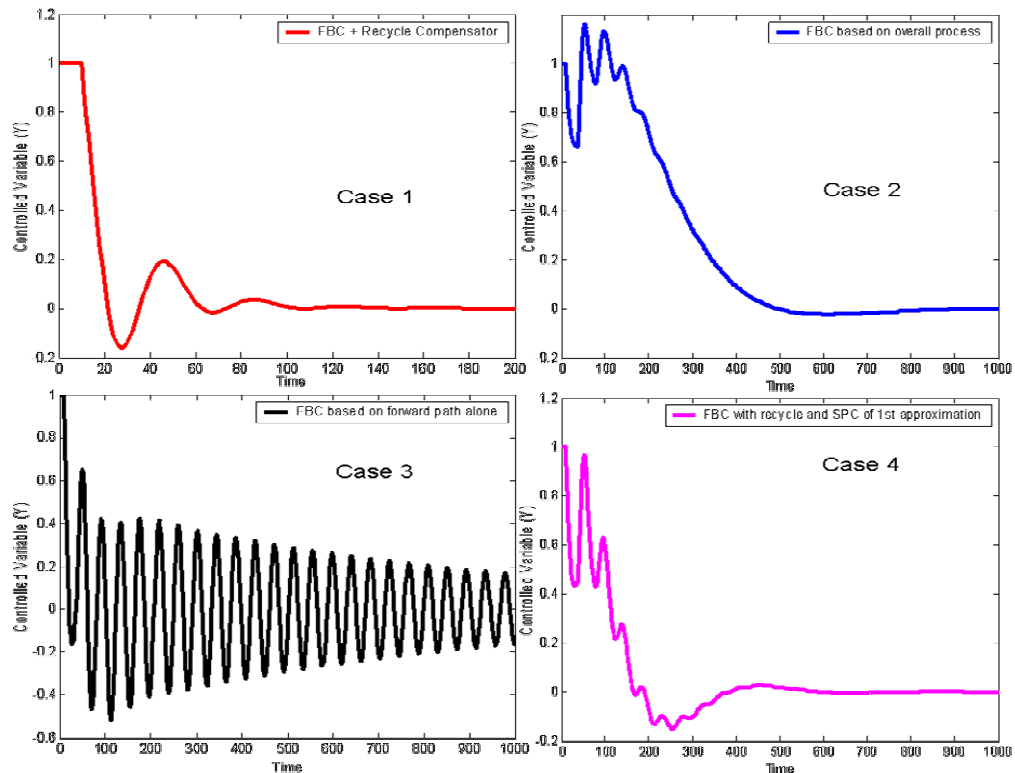 1.2
1
0.8
0.6
0.4
0.2
0
0.2
Controlled Variable (Y)
FBC + Recycle Compensator
Case 1
0 20 40 60 80 100 120 140 160 180 200
Time
1.2
1
0.8
0.6
0.4
0.2
0
0.2
Controlled Variable (Y)
FBC based on overall process
Case 2
0 100 200 300 400 500 600 700 800 900 1000
Time
1
0.8
0.6
0.4
0.2
0
-0.2
-0.4
-0.6
Controlled Variable (Y)
FBC based on forward path alone
Case 3
0 100 200 300 400 500 600 700 800 900 1000
Time
1.2
1
0.8
0.6
0.4
0.2
0
-0.2
Controlled Variable (Y)
FBC with recycle and SPC of 1st approximation
Case 4
0 100 200 300 400 500 600 700 800 900 1000
Time